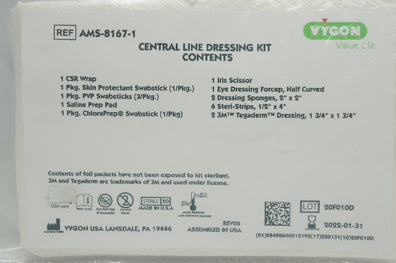 REF AMS-8167-1
VYGON
Value Life
CENTRAL LINE DRESSING KIT
CONTENTS
1 CSR Wrap
1 Pkg. Skin Protectant Swabstick (1/Pkg.)
1 Pkg. PVP Swabsticks (3/Pkg.)
1 Saline Prep Pad
1 Pkg. ChloraPrep® Swabstick (1/Pkg)
1 Iris Scissor
1 Eye Dressing Forcep, Half Curved
2 Dressing Sponges, 2" x 2"
6 Steri-Strips, 1/2" x 4"
2 3M™ Tegaderm™ Dressing, 1 3/4" x 1 3/4"
Contents of foil packets have not been exposed to kit sterilant.
3M and Tegaderm are trademarks of 3M and used under license.
USA only
MADE IN U.S.A.
LOT 20F010D
2022-01-31
VYGON USA LANSDALE, PA 19446
REV00
ASSEMBLED IN USA